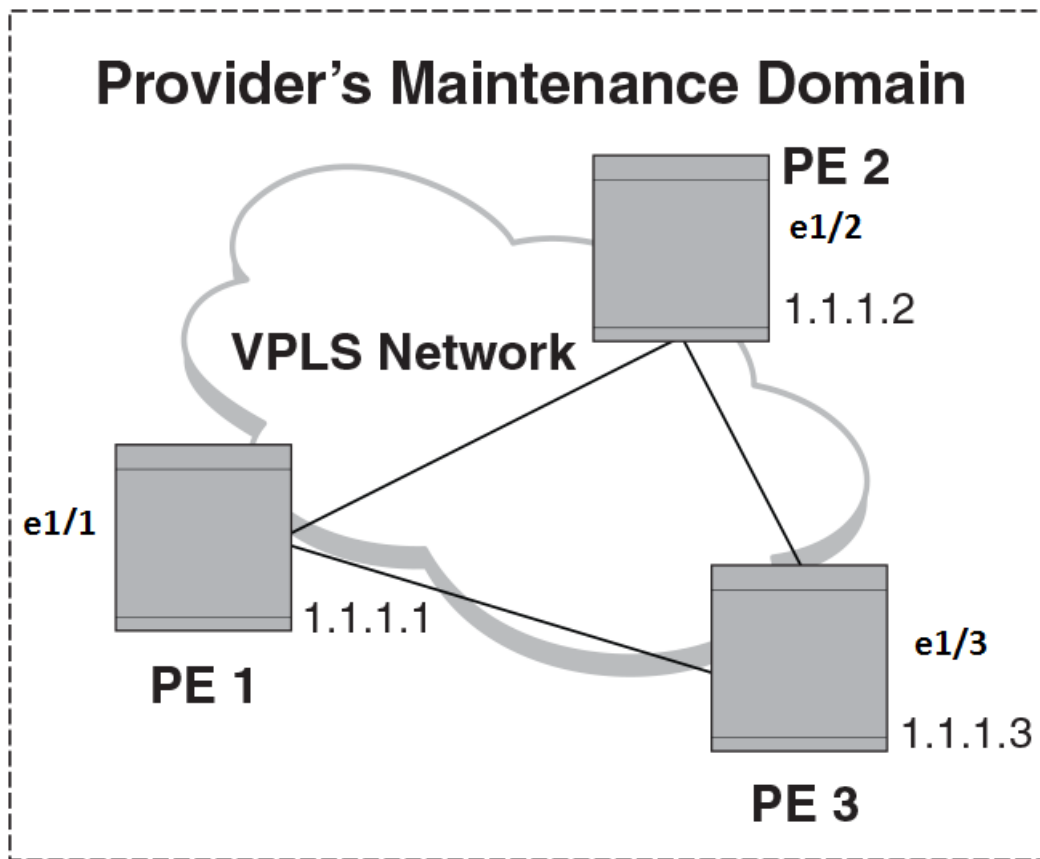 Provider's Maintenance Domain
PE 2
e1/2
1.1.1.2
VPLS Network
e1/1
1.1.1.1
PE 1
e1/3
1.1.1.3
PE 3